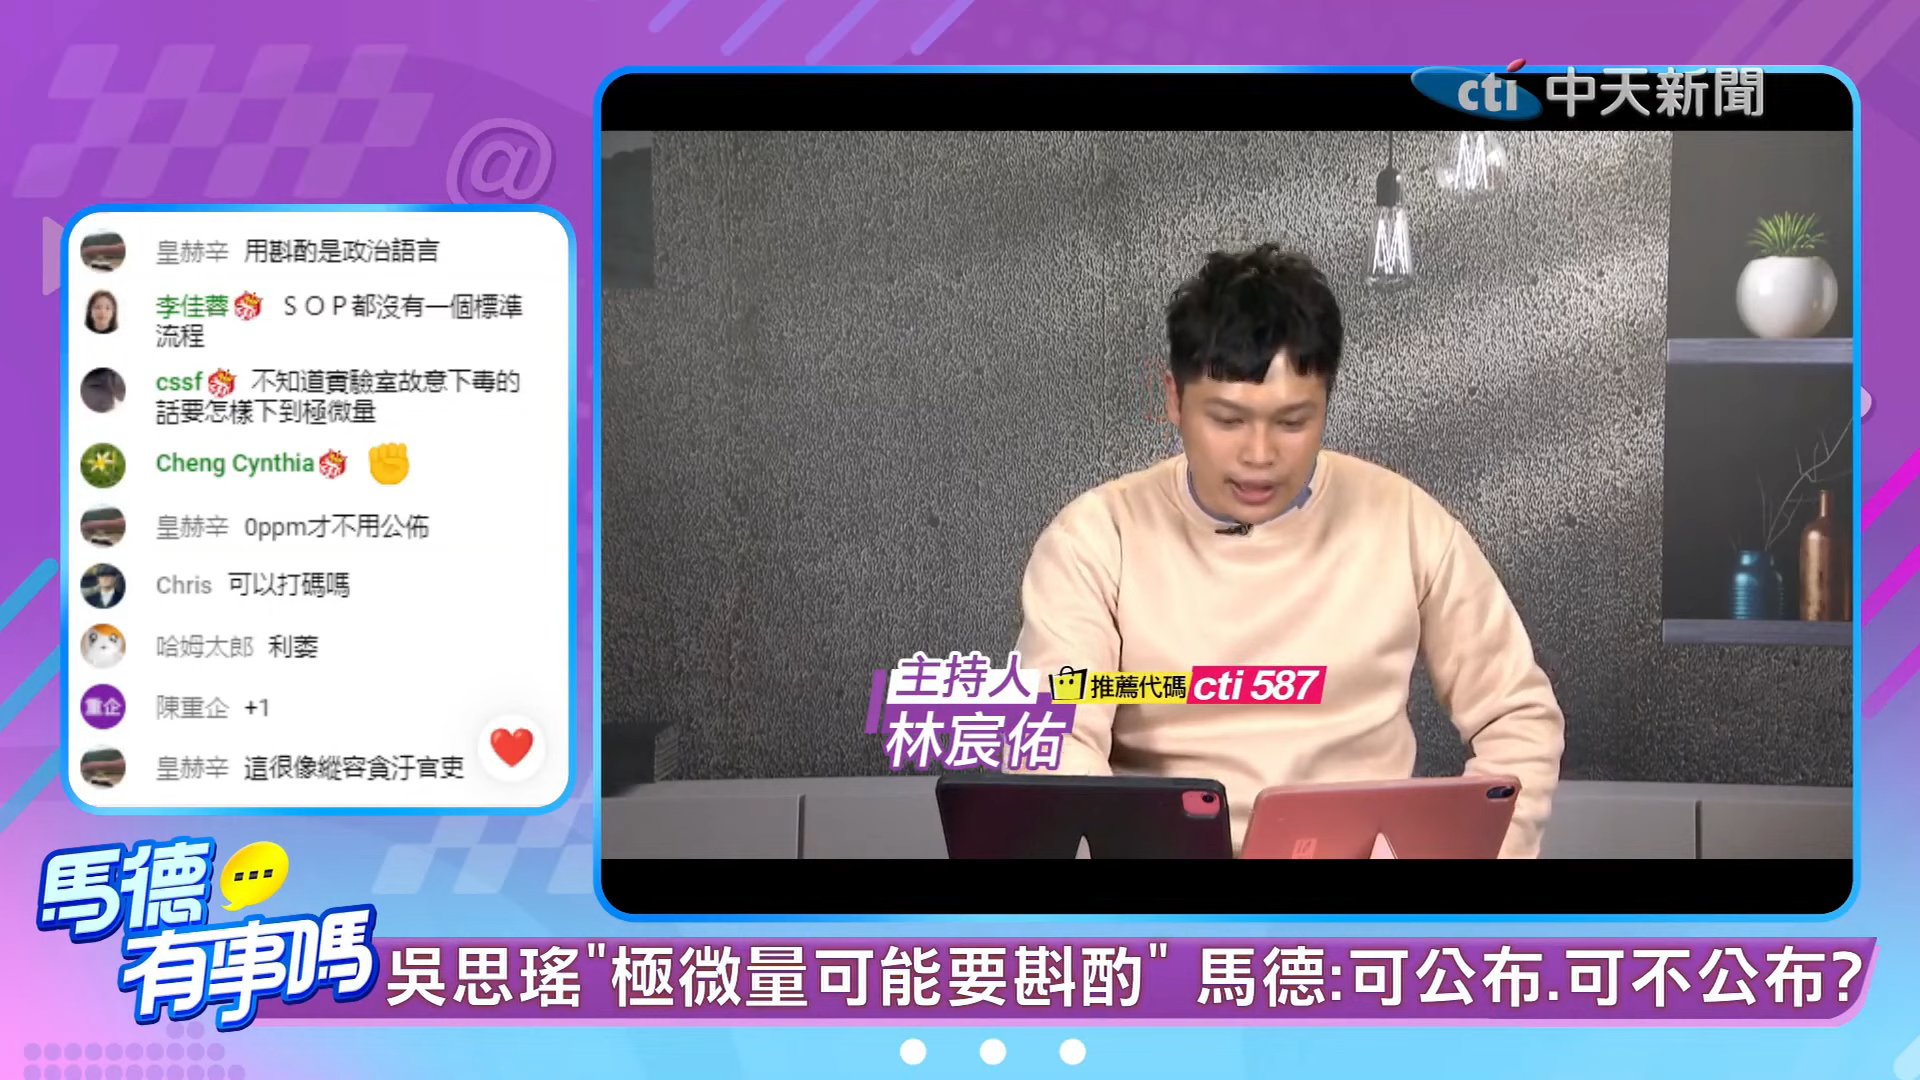 cti 中天新聞
@
皇赫辛 用斟酌是政治語言
李佳蓉 ＳＯＰ都沒有一個標準
流程
cssf 不知道實驗室故意下毒的
話要怎樣下到極微量
Cheng Cynthia
皇赫辛 0ppm才不用公佈
Chris 可以打碼嗎
哈姆太郎 利菱
重企 陳重企 +1
皇赫辛 這很像縱容貪汙官吏
主持人
林宸佑
推薦代碼 cti 587
馬德
有事嗎
吳思瑤"極微量可能要斟酌" 馬德:可公布.可不公布?